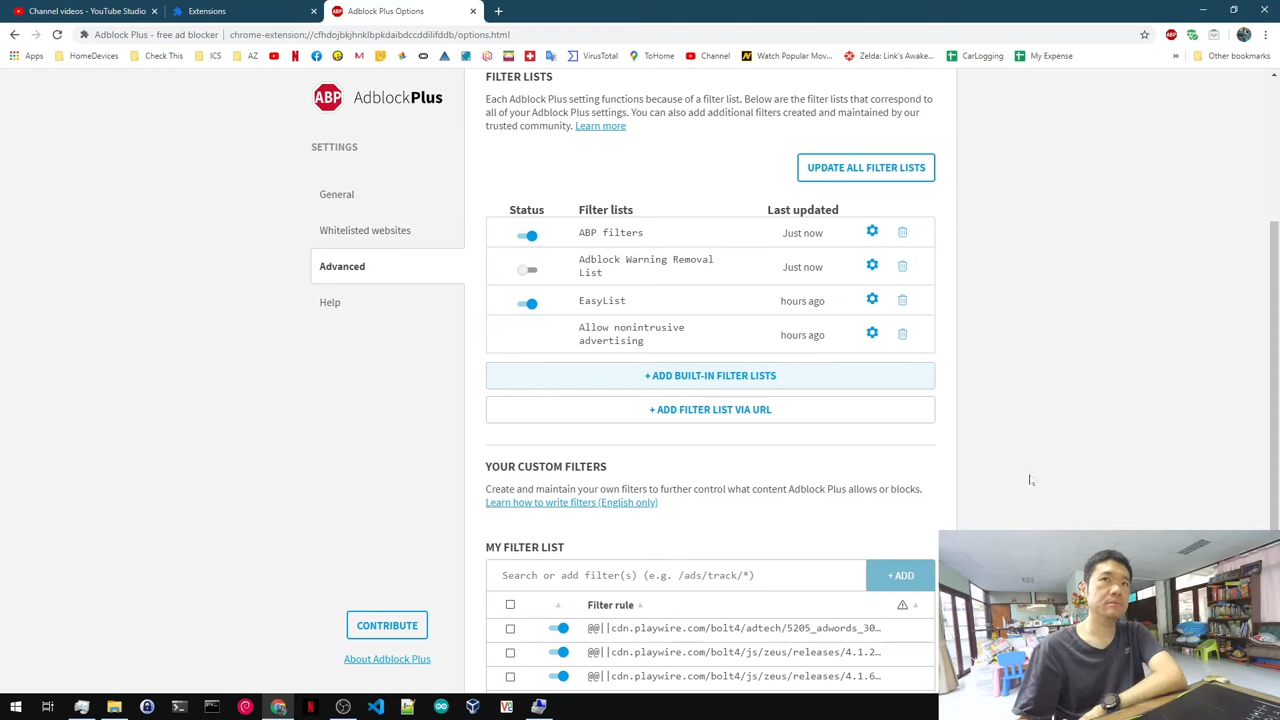 Channel videos - YouTube Studio
Extensions
Adblock Plus Options
Adblock Plus - free ad blocker
chrome-extension://cfhdojbkjhnklbpkdaibdccddilifddb/options.html
Apps
HomeDevices
Check This
ICS
AZ
VirusTotal
ToHome
Channel
Watch Popular Mov...
Zelda: Link's Awake...
CarLogging
My Expense
»
Other bookmarks
ABP
AdblockPlus
SETTINGS
General
Whitelisted websites
Advanced
Help
CONTRIBUTE
About Adblock Plus
FILTER LISTS
Each Adblock Plus setting functions because of a filter list. Below are the filter lists that correspond to
all of your Adblock Plus settings. You can also add additional filters created and maintained by our
trusted community. Learn more
UPDATE ALL FILTER LISTS
Status Filter lists Last updated
ABP filters Just now
Adblock Warning Removal
List
Just now
EasyList hours ago
Allow nonintrusive
advertising
hours ago
+ ADD BUILT-IN FILTER LISTS
+ ADD FILTER LIST VIA URL
YOUR CUSTOM FILTERS
Create and maintain your own filters to further control what content Adblock Plus allows or blocks.
Learn how to write filters (English only)
MY FILTER LIST
Search or add filter(s) (e.g. /ads/track/*)
+ ADD
Filter rule
@@||cdn.playwire.com/bolt4/adtech/5205_adwords_30…
@@||cdn.playwire.com/bolt4/js/zeus/releases/4.1.2…
@@||cdn.playwire.com/bolt4/js/zeus/releases/4.1.6…